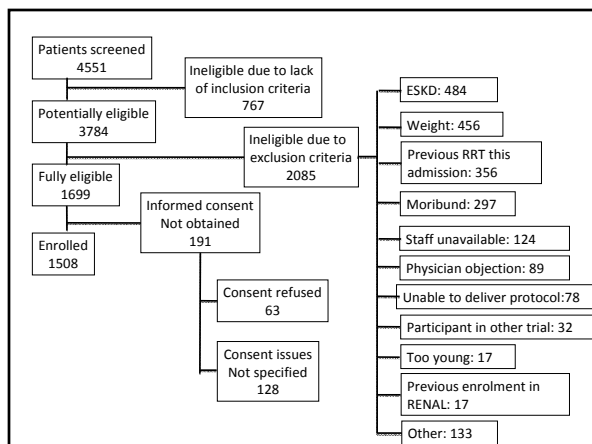 Patients screened
4551
Ineligible due to lack
of inclusion criteria
767
Potentially eligible
3784
Ineligible due to
exclusion criteria
2085
Fully eligible
1699
Informed consent
Not obtained
191
Enrolled
1508
Consent refused
63
Consent issues
Not specified
128
ESKD: 484
Weight: 456
Previous RRT this
admission: 356
Moribund: 297
Staff unavailable: 124
Physician objection: 89
Unable to deliver protocol:78
Participant in other trial: 32
Too young: 17
Previous enrolment in
RENAL: 17
Other: 133